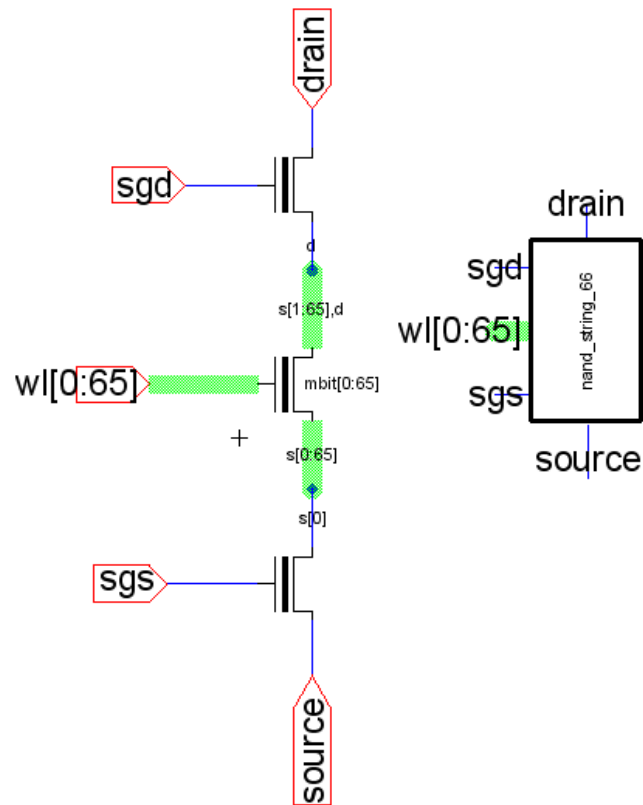 drain
sgd
d
s[1:65],d
wl[0:65]
mbit[0:65]
s[0:65]
s[0]
sgs
source
drain
sgd
wl[0:65]
sgs
nand_string_66
source